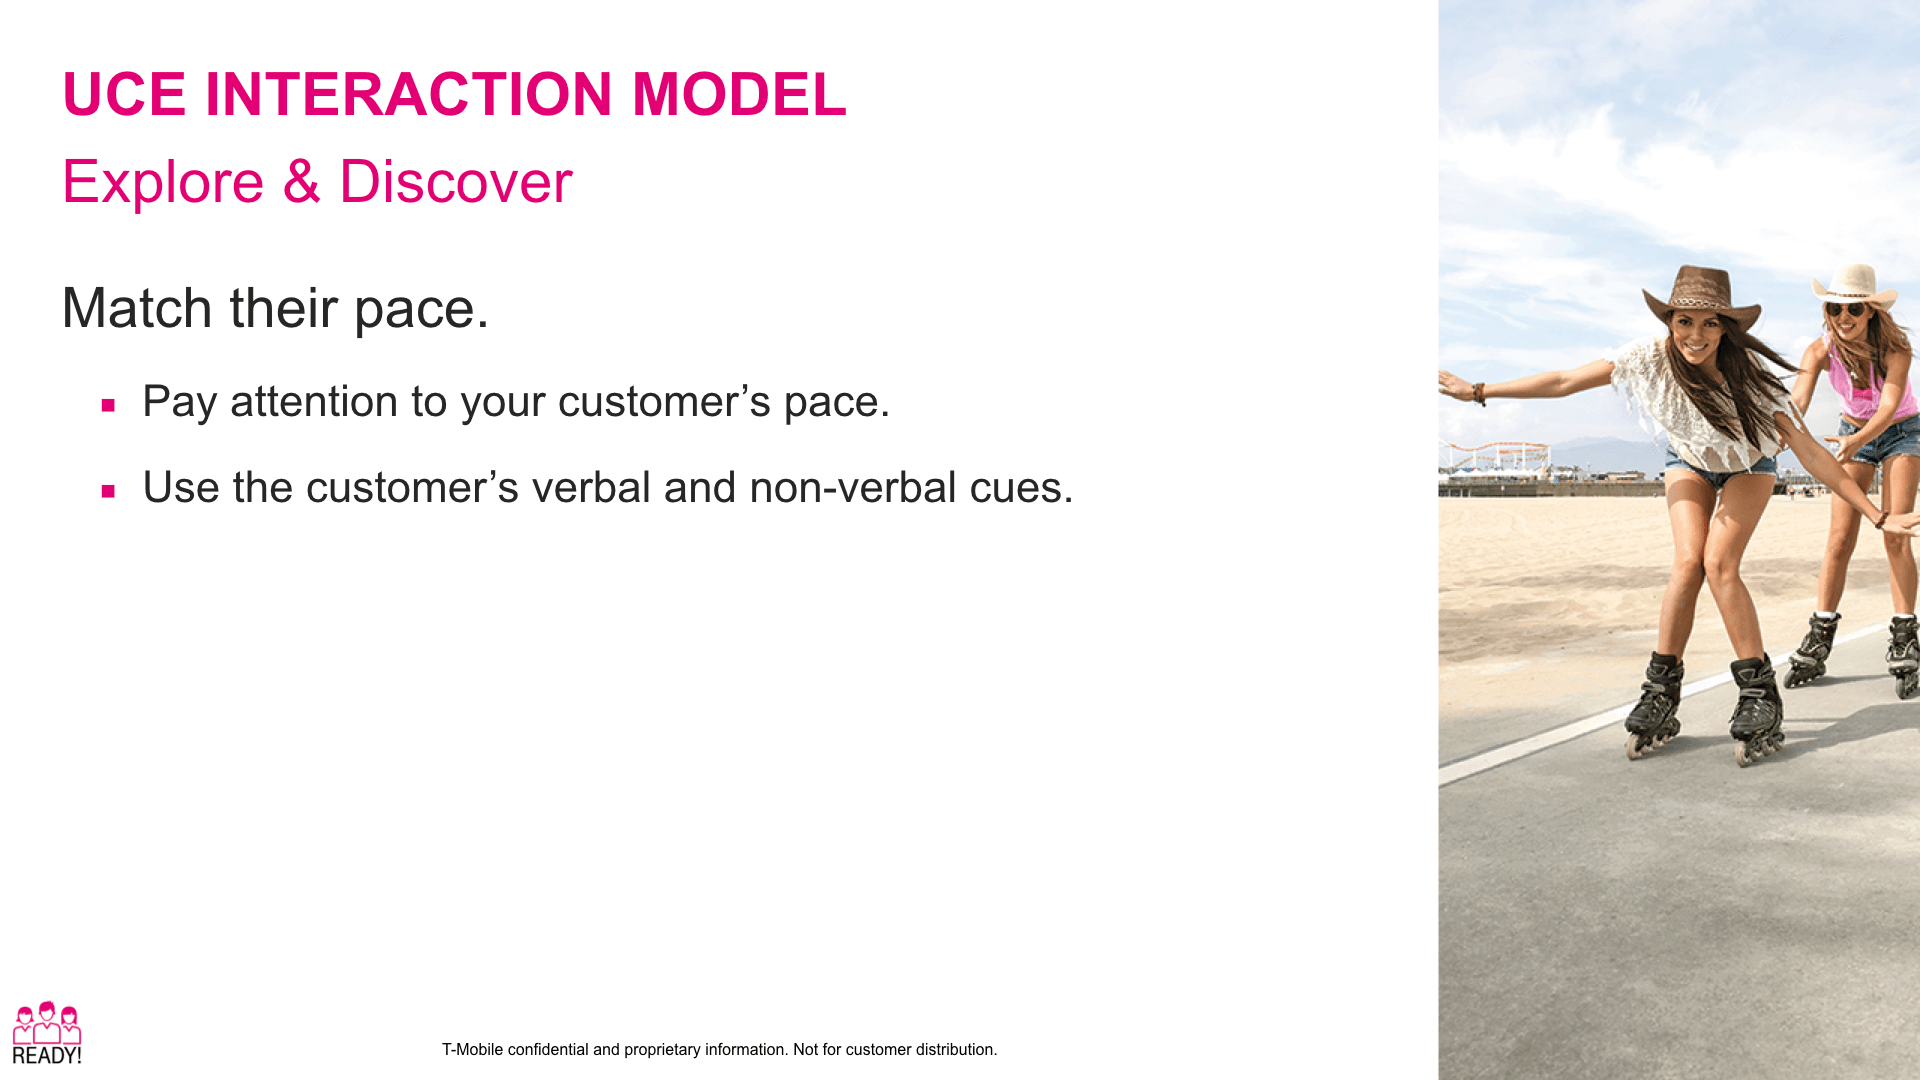 UCE INTERACTION MODEL
Explore & Discover
Match their pace.
Pay attention to your customer’s pace.
Use the customer’s verbal and non-verbal cues.
READY!
T-Mobile confidential and proprietary information. Not for customer distribution.